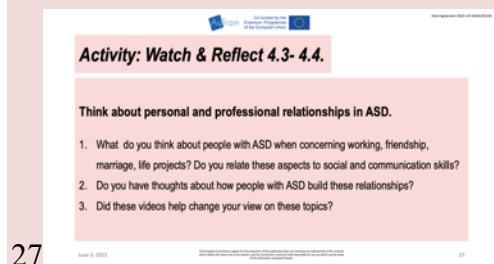 Co-funded by the
Erasmus+ Programme
of the European Union
Activity: Watch & Reflect 4.3- 4.4.
Think about personal and professional relationships in ASD.
1. What do you think about people with ASD when concerning working, friendship,
marriage, life projects? Do you relate these aspects to social and communication skills?
2. Do you have thoughts about how people with ASD build these relationships?
3. Did these videos help change your view on these topics?
June 3, 2021
27
27